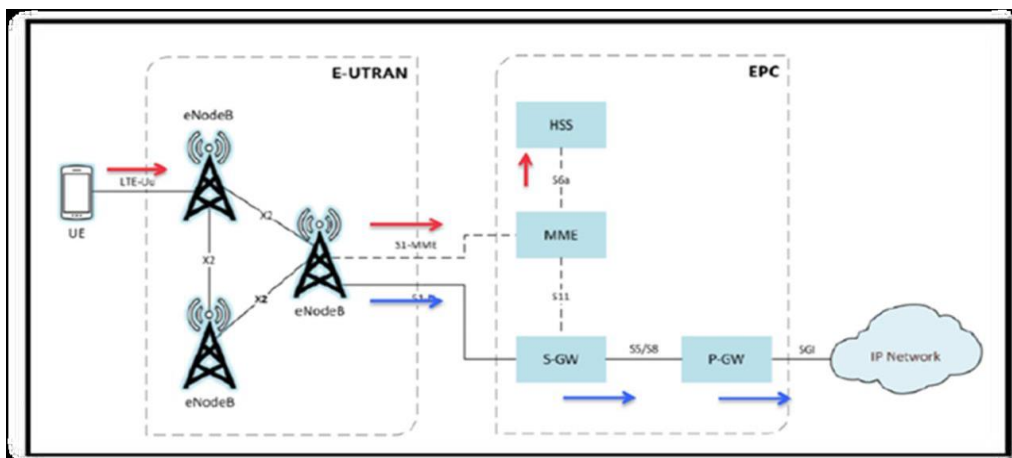 E-UTRAN
EPC
eNodeB
HSS
LTE-Uu
S6a
UE
X2
MME
S1-MME
X2
X2
S11
eNodeB
S-GW
S5/S8
P-GW
SGI
IP Network
eNodeB